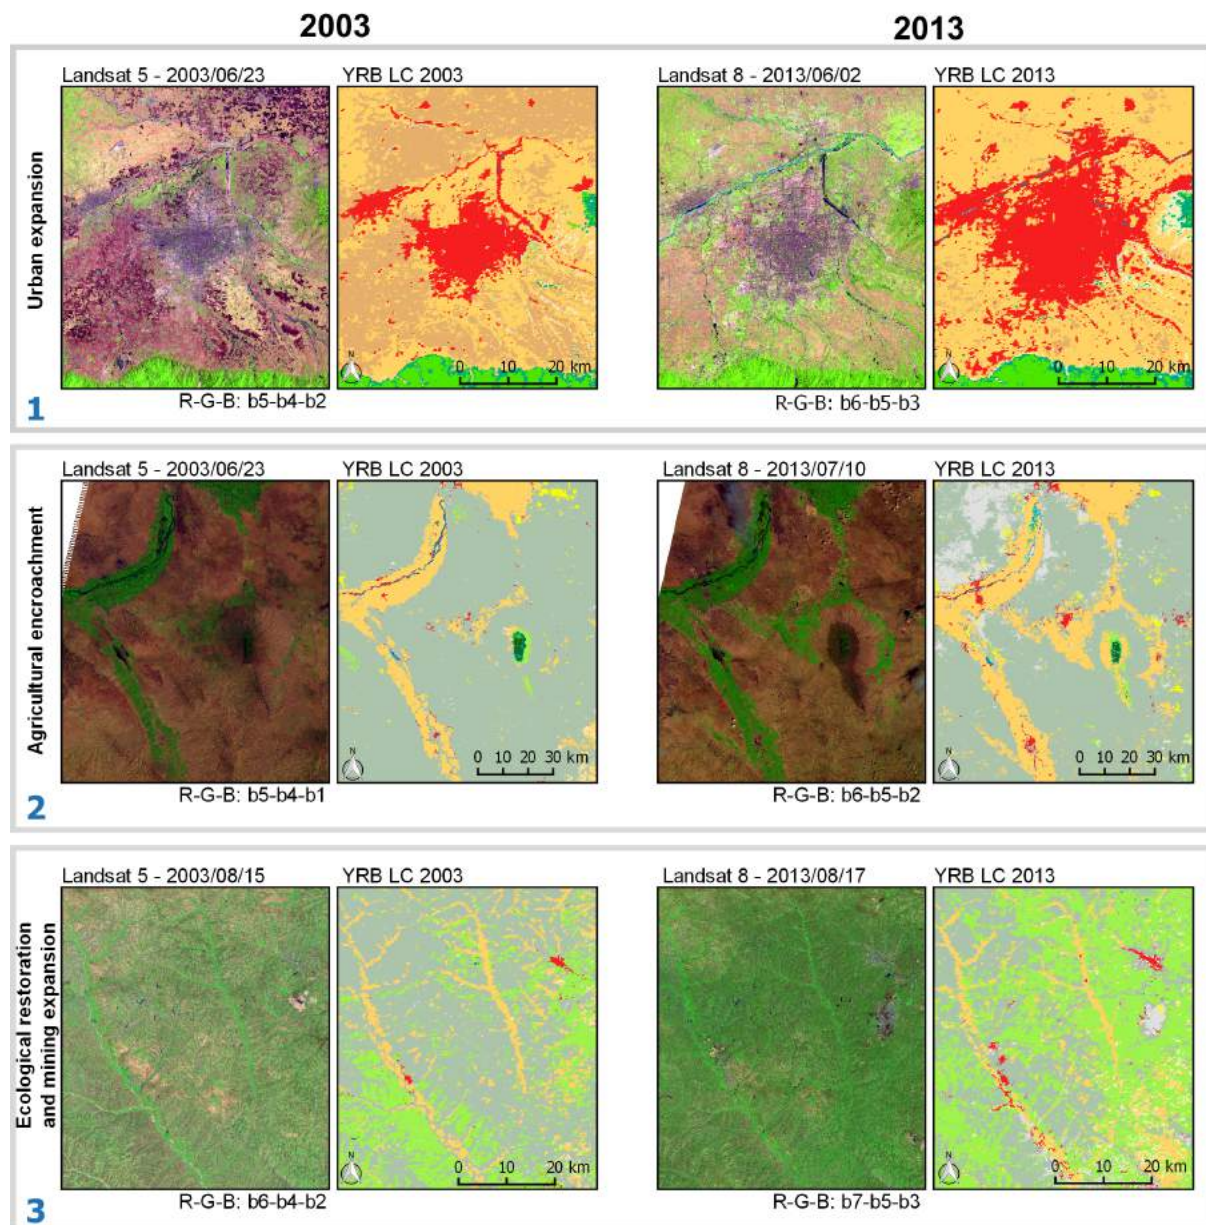 2003 2013
Landsat 5 - 2003/06/23 YRB LC 2003 Landsat 8 - 2013/06/02 YRB LC 2013
Urban expansion
N 0 10 20 km N 0 10 20 km
1 R-G-B: b5-b4-b2 R-G-B: b6-b5-b3
Landsat 5 - 2003/06/23 YRB LC 2003 Landsat 8 - 2013/07/10 YRB LC 2013
Agricultural encroachment
N 0 10 20 30 km N 0 10 20 30 km
2 R-G-B: b5-b4-b1 R-G-B: b6-b5-b2
Landsat 5 - 2003/08/15 YRB LC 2003 Landsat 8 - 2013/08/17 YRB LC 2013
Ecological restoration
and mining expansion
N 0 10 20 km N 0 10 20 km
3 R-G-B: b6-b4-b2 R-G-B: b7-b5-b3